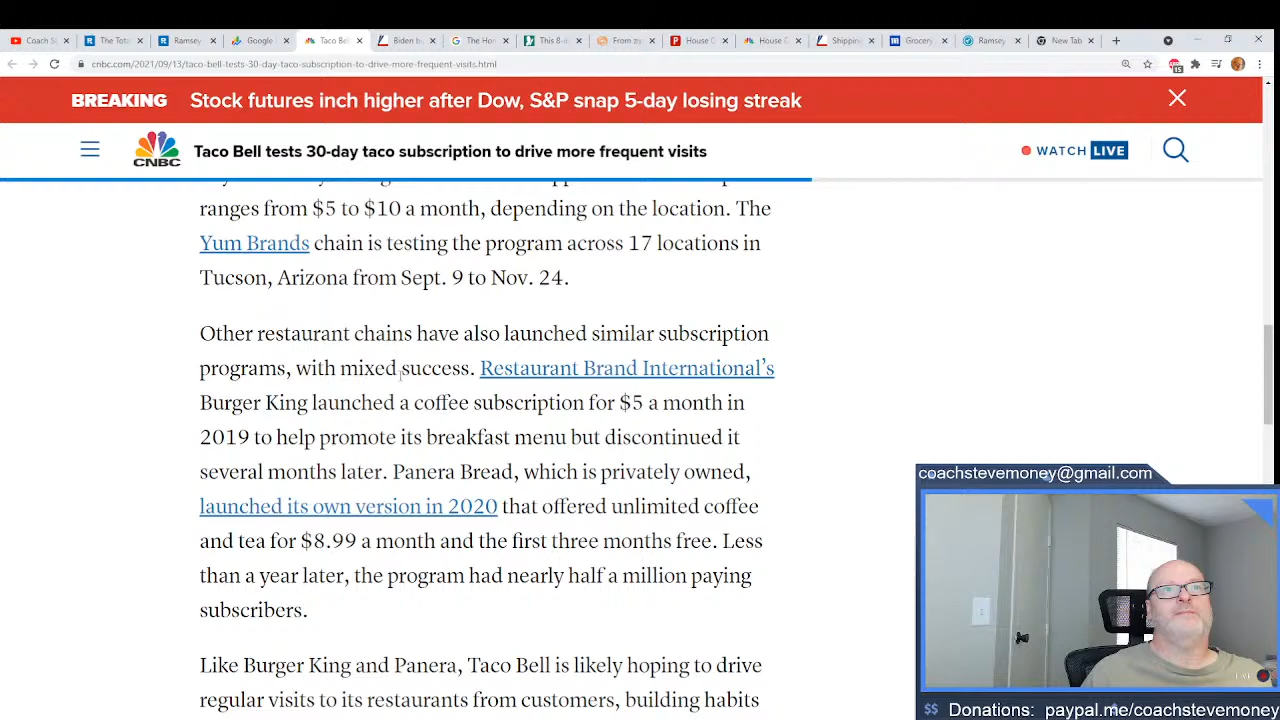 Coach S
The Tota
Ramsey
Google
Taco Bel
Biden bu
The Hor
This 8-i
From zi
House C
House D
Shipping
Grocery
Ramsey
New Tab
cnbc.com/2021/09/13/taco-bell-tests-30-day-taco-subscription-to-drive-more-frequent-visits.html
BREAKING Stock futures inch higher after Dow, S&P snap 5-day losing streak
CNBC
Taco Bell tests 30-day taco subscription to drive more frequent visits
WATCH LIVE
ranges from $5 to $10 a month, depending on the location. The
Yum Brands chain is testing the program across 17 locations in
Tucson, Arizona from Sept. 9 to Nov. 24.
Other restaurant chains have also launched similar subscription
programs, with mixed success. Restaurant Brand International's
Burger King launched a coffee subscription for $5 a month in
2019 to help promote its breakfast menu but discontinued it
several months later. Panera Bread, which is privately owned,
launched its own version in 2020 that offered unlimited coffee
and tea for $8.99 a month and the first three months free. Less
than a year later, the program had nearly half a million paying
subscribers.
Like Burger King and Panera, Taco Bell is likely hoping to drive
regular visits to its restaurants from customers, building habits
coachstevemoney@gmail.com
$$ Donations: paypal.me/coachstevemoney